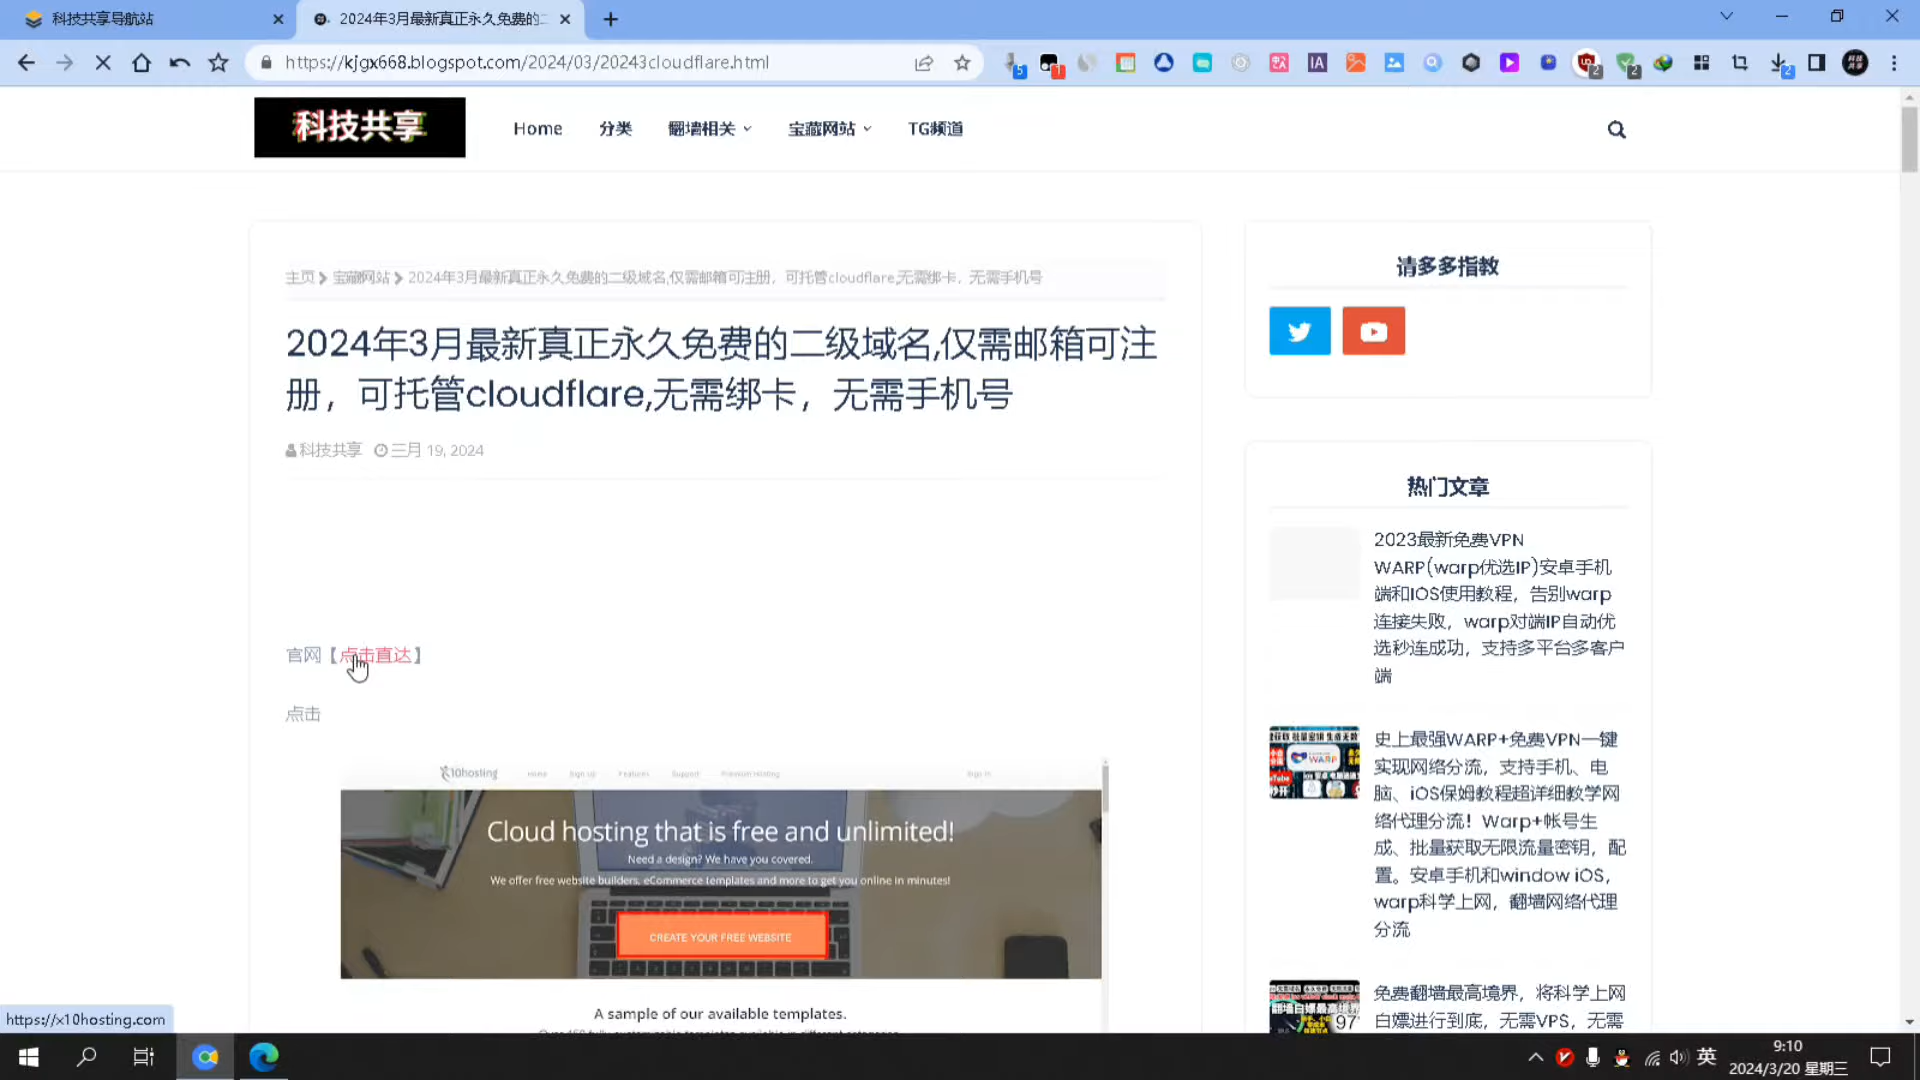 科技共享导航站
2024年3月最新真正永久免费的二
https://kjgx668.blogspot.com/2024/03/20243cloudflare.html
科技共享
Home
分类
翻墙相关
宝藏网站
TG频道
主页 宝藏网站 2024年3月最新真正永久免费的二级域名,仅需邮箱可注册，可托管cloudflare,无需绑卡，无需手机号
2024年3月最新真正永久免费的二级域名,仅需邮箱可注
册，可托管cloudflare,无需绑卡，无需手机号
科技共享 三月 19, 2024
官网【点击直达】
点击
x10hosting
Home
Sign Up
Features
Support
Premium Hosting
Sign In
Cloud hosting that is free and unlimited!
Need a design? We have you covered.
We offer free website builders, eCommerce templates and more to get you online in minutes!
CREATE YOUR FREE WEBSITE
A sample of our available templates.
请多多指教
热门文章
2023最新免费VPN
WARP(warp优选IP)安卓手机
端和IOS使用教程，告别warp
连接失败，warp对端IP自动优
选秒连成功，支持多平台多客户
端
史上最强WARP+免费VPN一键
实现网络分流，支持手机、电
脑、iOS保姆教程超详细教学网
络代理分流！Warp+帐号生
成、批量获取无限流量密钥，配
置。安卓手机和window iOS，
warp科学上网，翻墙网络代理
分流
免费翻墙最高境界，将科学上网
白嫖进行到底，无需VPS，无需
https://x10hosting.com
英
9:10
2024/3/20 星期三